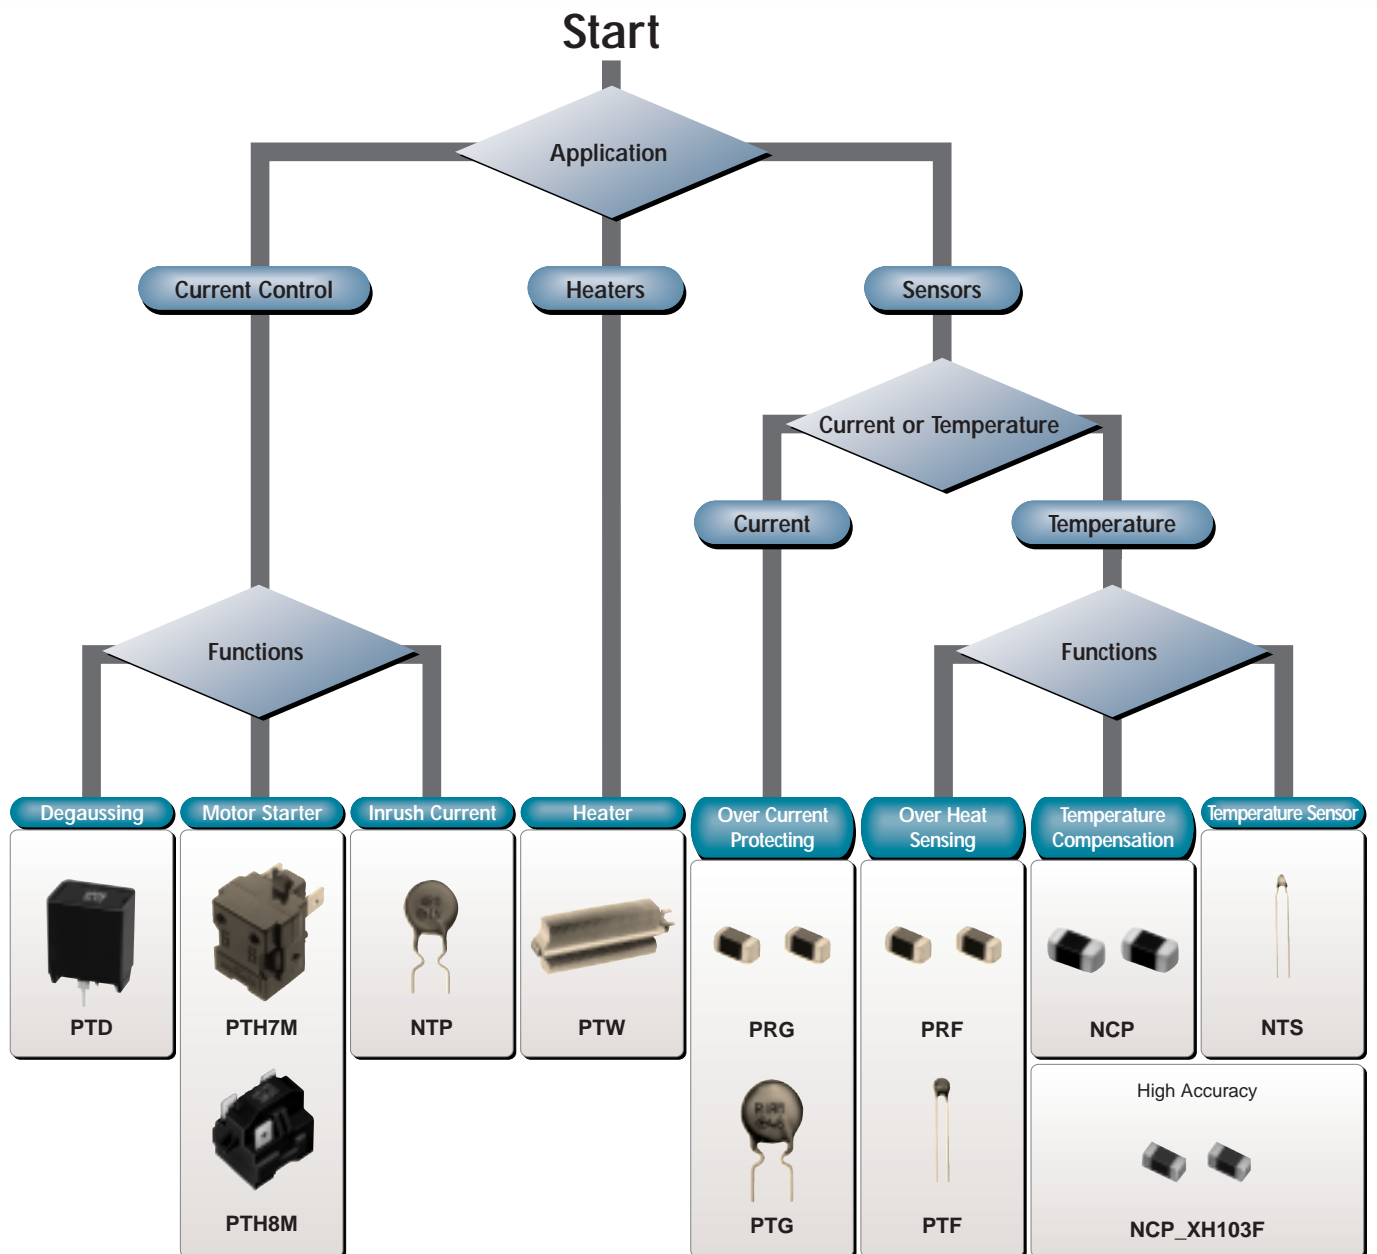 Start
Application
Current Control
Heaters
Sensors
Current or Temperature
Current
Temperature
Functions
Functions
Degaussing
Motor Starter
Inrush Current
Heater
Over Current
Protecting
Over Heat
Sensing
Temperature
Compensation
Temperature Sensor
PTD
PTH7M
NTP
PTW
PRG
PRF
NCP
NTS
High Accuracy
PTH8M
PTG
PTF
NCP_XH103F